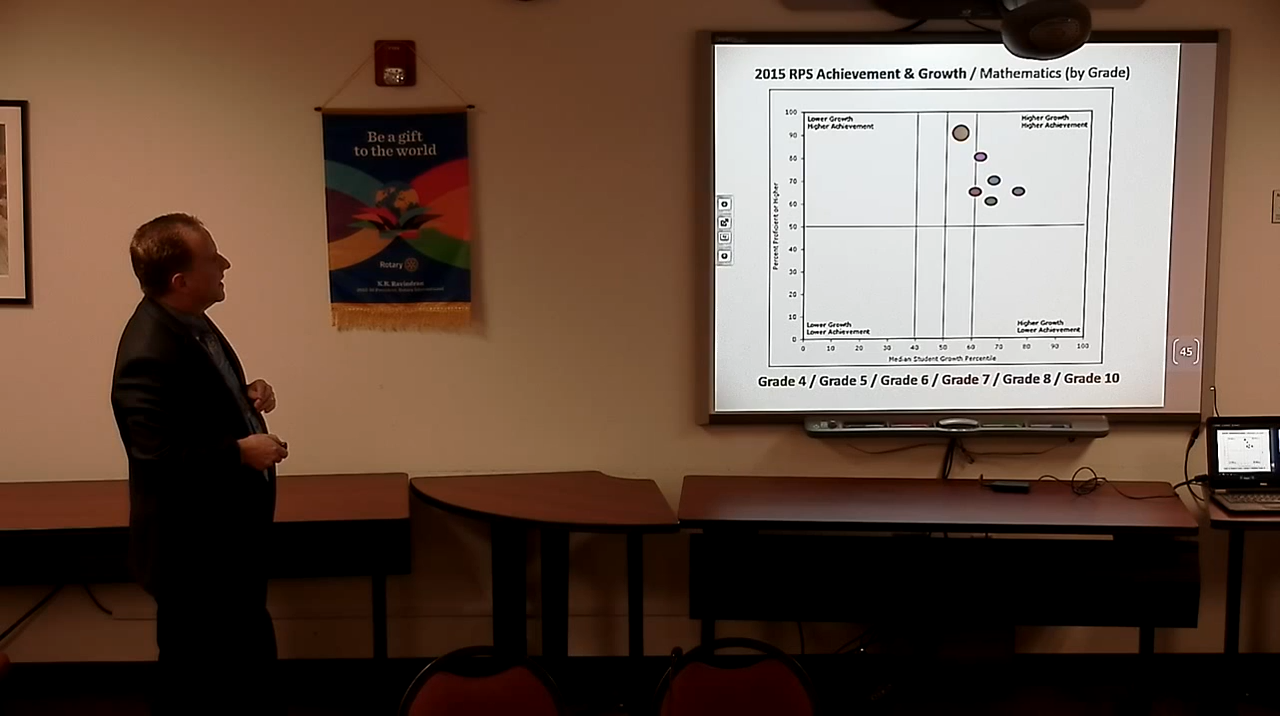 Be a gift
to the world
Rotary
K.R. Ravindran
2015 RPS Achievement & Growth / Mathematics (by Grade)
Lower Growth
Higher Achievement
Higher Growth
Higher Achievement
100
90
80
70
60
50
40
30
20
10
0
Percent Proficient or Higher
Lower Growth
Lower Achievement
Higher Growth
Lower Achievement
0 10 20 30 40 50 60 70 80 90 100
Median Student Growth Percentile
45
Grade 4 / Grade 5 / Grade 6 / Grade 7 / Grade 8 / Grade 10